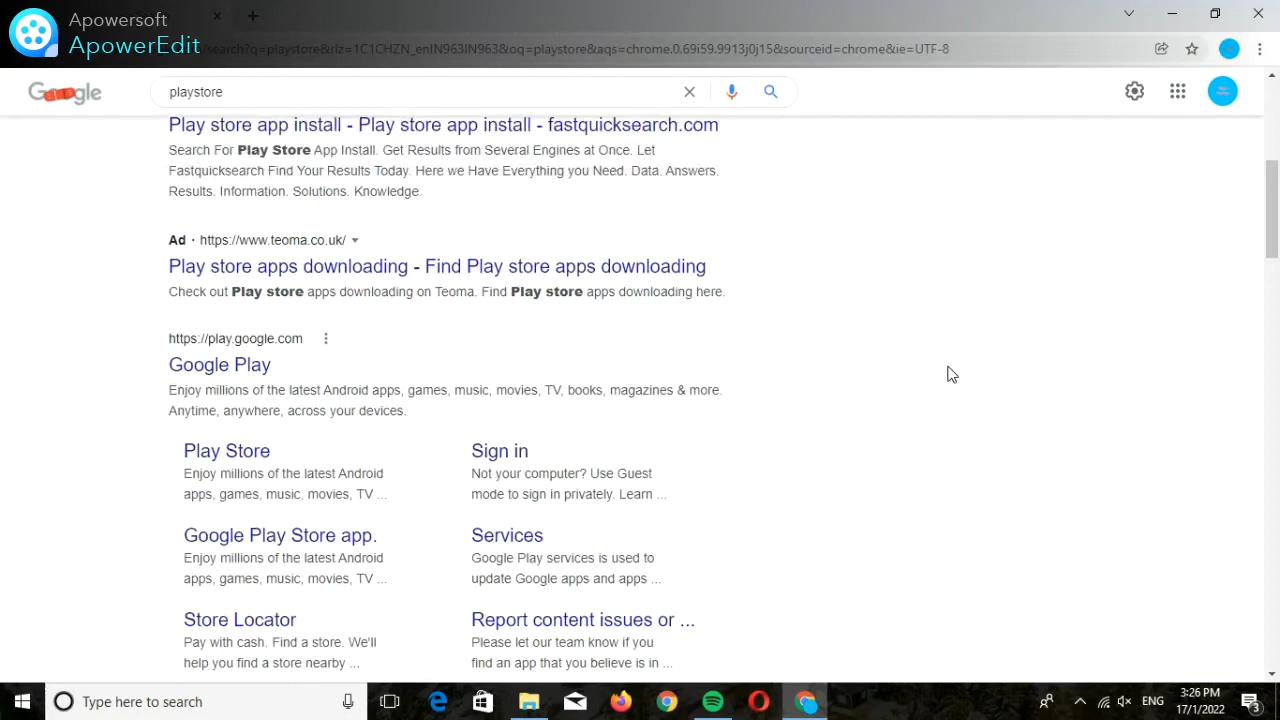 Apowersoft
ApowerEdit
/search?q=playstore&rlz=1C1CHZN_enIN963IN963&oq=playstore&aqs=chrome.0.69i59.9913j0j15&sourceid=chrome&ie=UTF-8
Google
playstore
Play store app install - Play store app install - fastquicksearch.com
Search For Play Store App Install. Get Results from Several Engines at Once. Let
Fastquicksearch Find Your Results Today. Here we Have Everything you Need. Data. Answers.
Results. Information. Solutions. Knowledge.
Ad · https://www.teoma.co.uk/
Play store apps downloading - Find Play store apps downloading
Check out Play store apps downloading on Teoma. Find Play store apps downloading here.
https://play.google.com
Google Play
Enjoy millions of the latest Android apps, games, music, movies, TV, books, magazines & more.
Anytime, anywhere, across your devices.
Play Store
Enjoy millions of the latest Android
apps, games, music, movies, TV ...
Sign in
Not your computer? Use Guest
mode to sign in privately. Learn ...
Google Play Store app.
Enjoy millions of the latest Android
apps, games, music, movies, TV ...
Services
Google Play services is used to
update Google apps and apps ...
Store Locator
Pay with cash. Find a store. We'll
help you find a store nearby ...
Report content issues or ...
Please let our team know if you
find an app that you believe is in ...
Type here to search
ENG
3:26 PM
17/1/2022
3